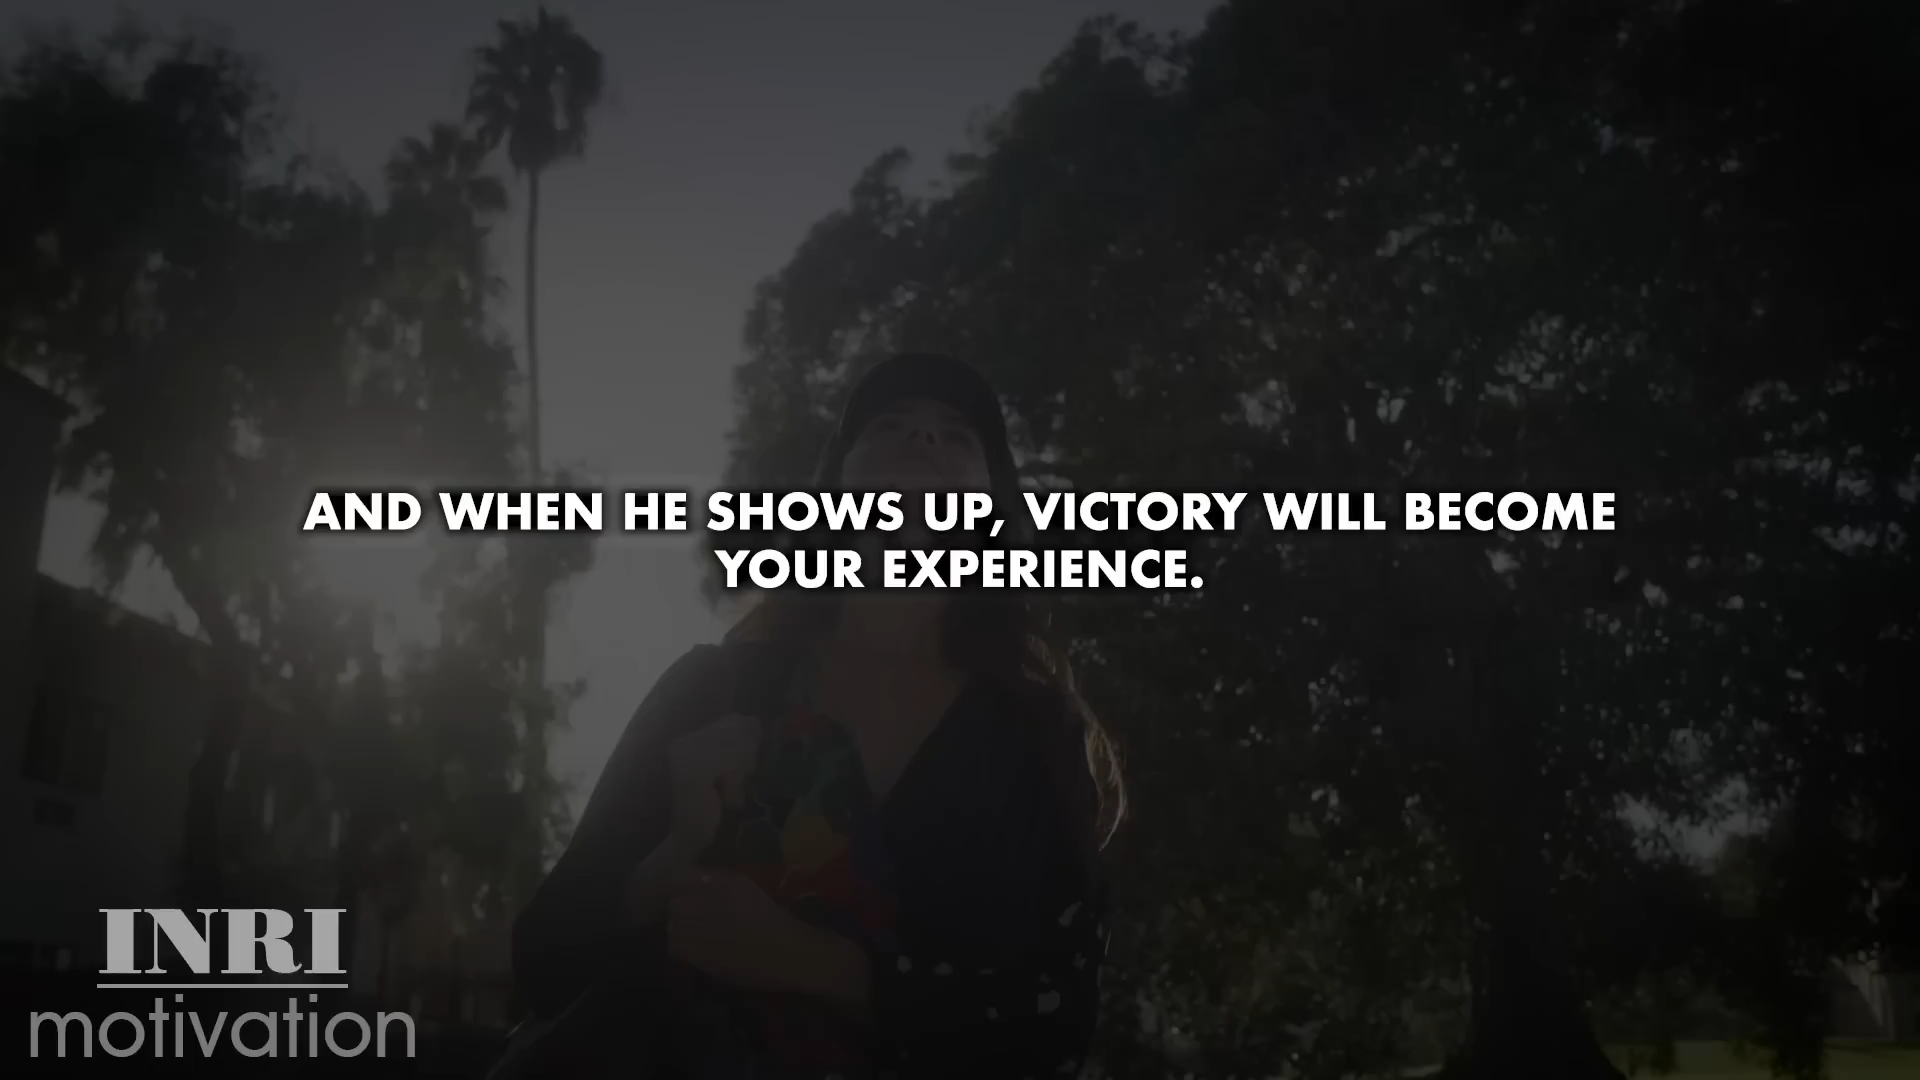 AND WHEN HE SHOWS UP, VICTORY WILL BECOME
YOUR EXPERIENCE.
INRI
motivation